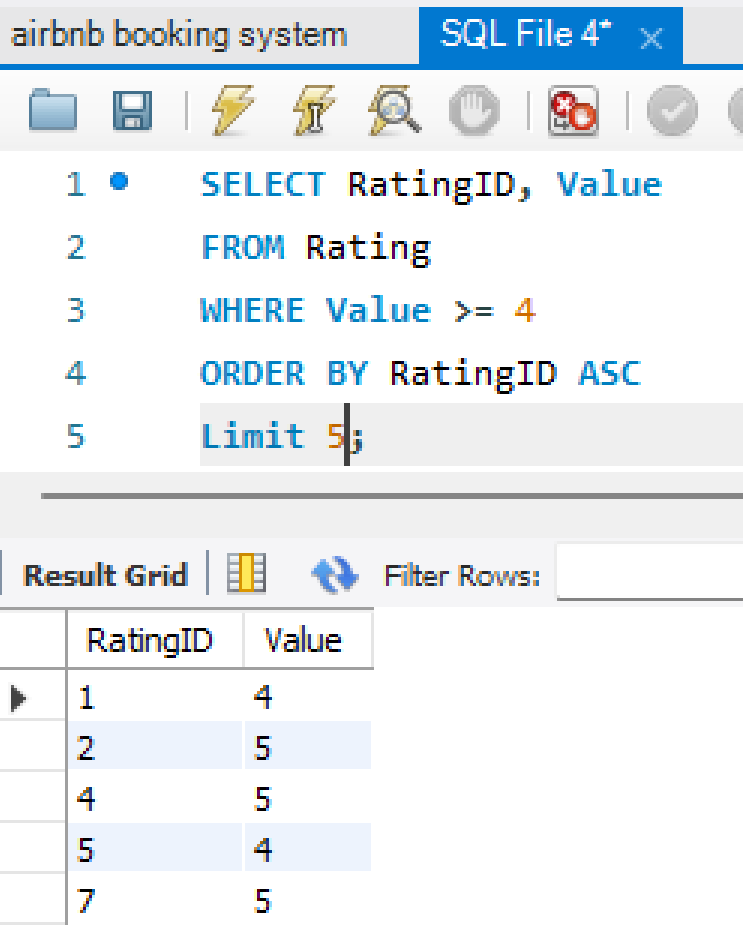 airbnb booking system SQL File 4* ×
1 SELECT RatingID, Value
2 FROM Rating
3 WHERE Value >= 4
4 ORDER BY RatingID ASC
5 Limit 5;
Result Grid Filter Rows:
RatingID Value
1 4
2 5
4 5
5 4
7 5